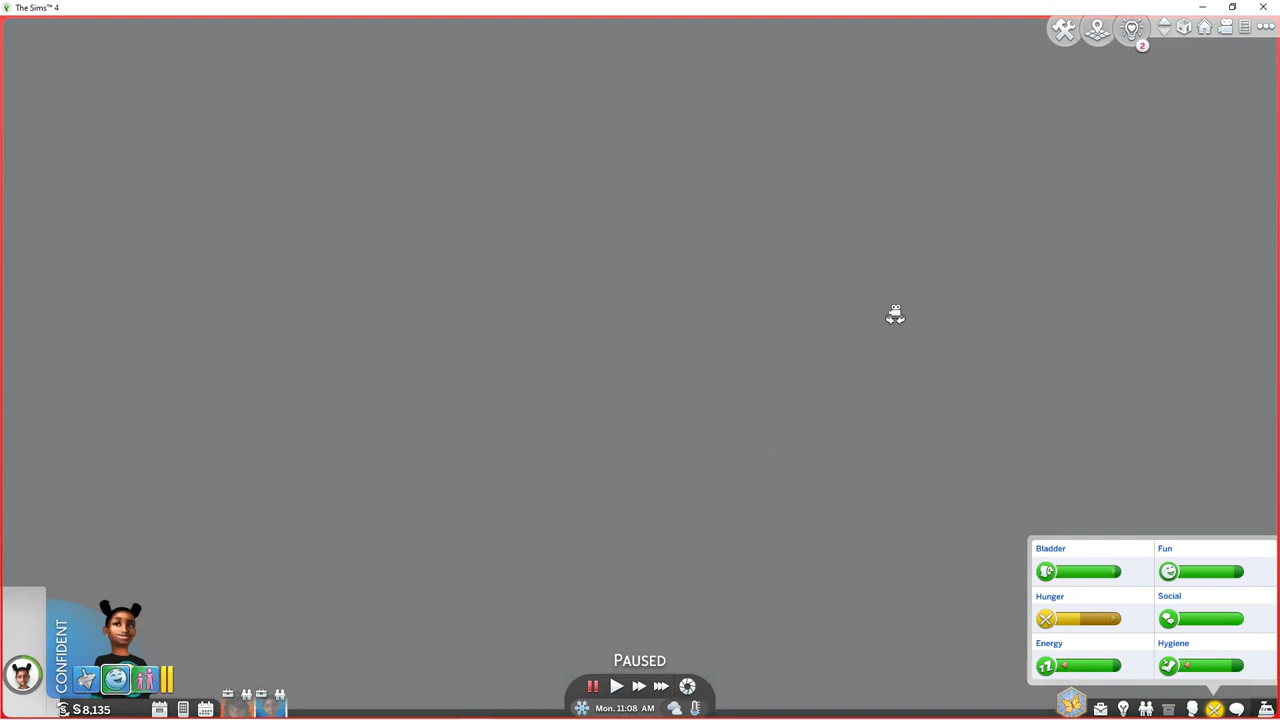 The Sims™ 4
2
Bladder
Fun
Hunger
Social
Energy
Hygiene
CONFIDENT
PAUSED
§ 8,135
Mon. 11:08 AM